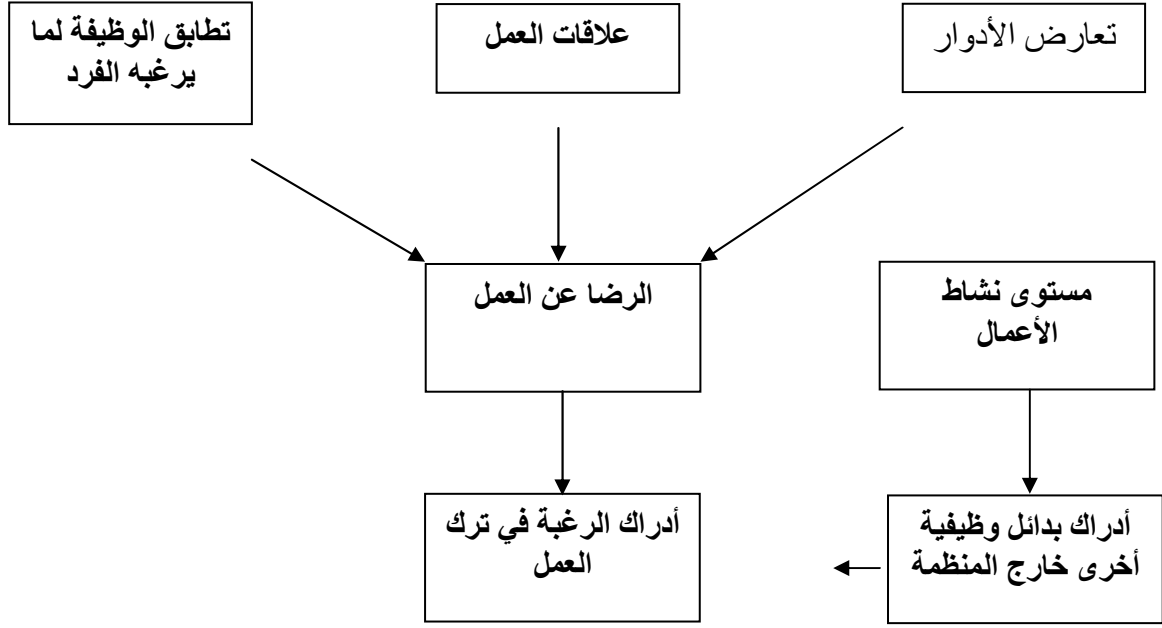 تعارض الأدوار
علاقات العمل
تطابق الوظيفة لما
يرغبه الفرد
الرضا عن العمل
مستوى نشاط
الأعمال
أدراك الرغبة في ترك
العمل
أدراك بدائل وظيفية
أخرى خارج المنظمة